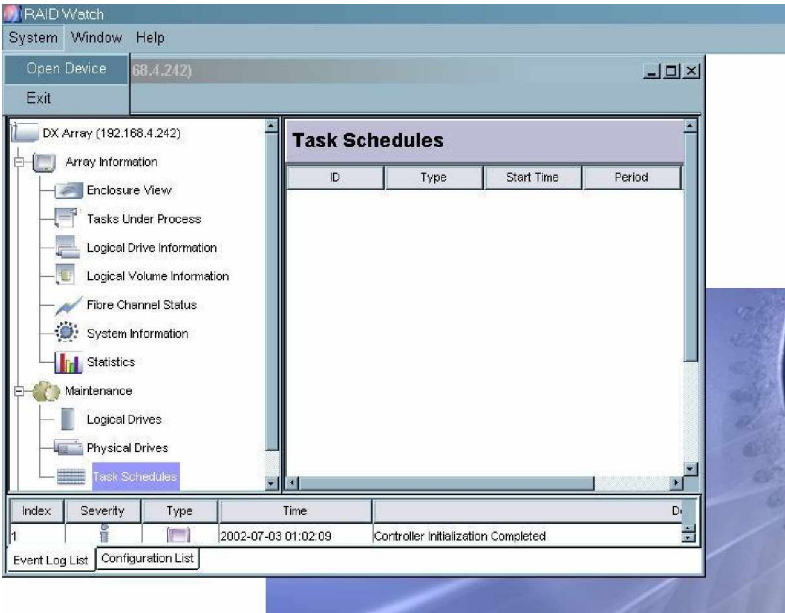 RAID Watch
System Window Help
Open Device
68.4.242)
Exit
DX Array (192.168.4.242)
Array Information
Enclosure View
Tasks Under Process
Logical Drive Information
Logical Volume Information
Fibre Channel Status
System Information
Statistics
Maintenance
Logical Drives
Physical Drives
Task Schedules
Task Schedules
ID Type Start Time Period
Index Severity Type Time
1 2002-07-03 01:02:09 Controller Initialization Completed
Event Log List Configuration List